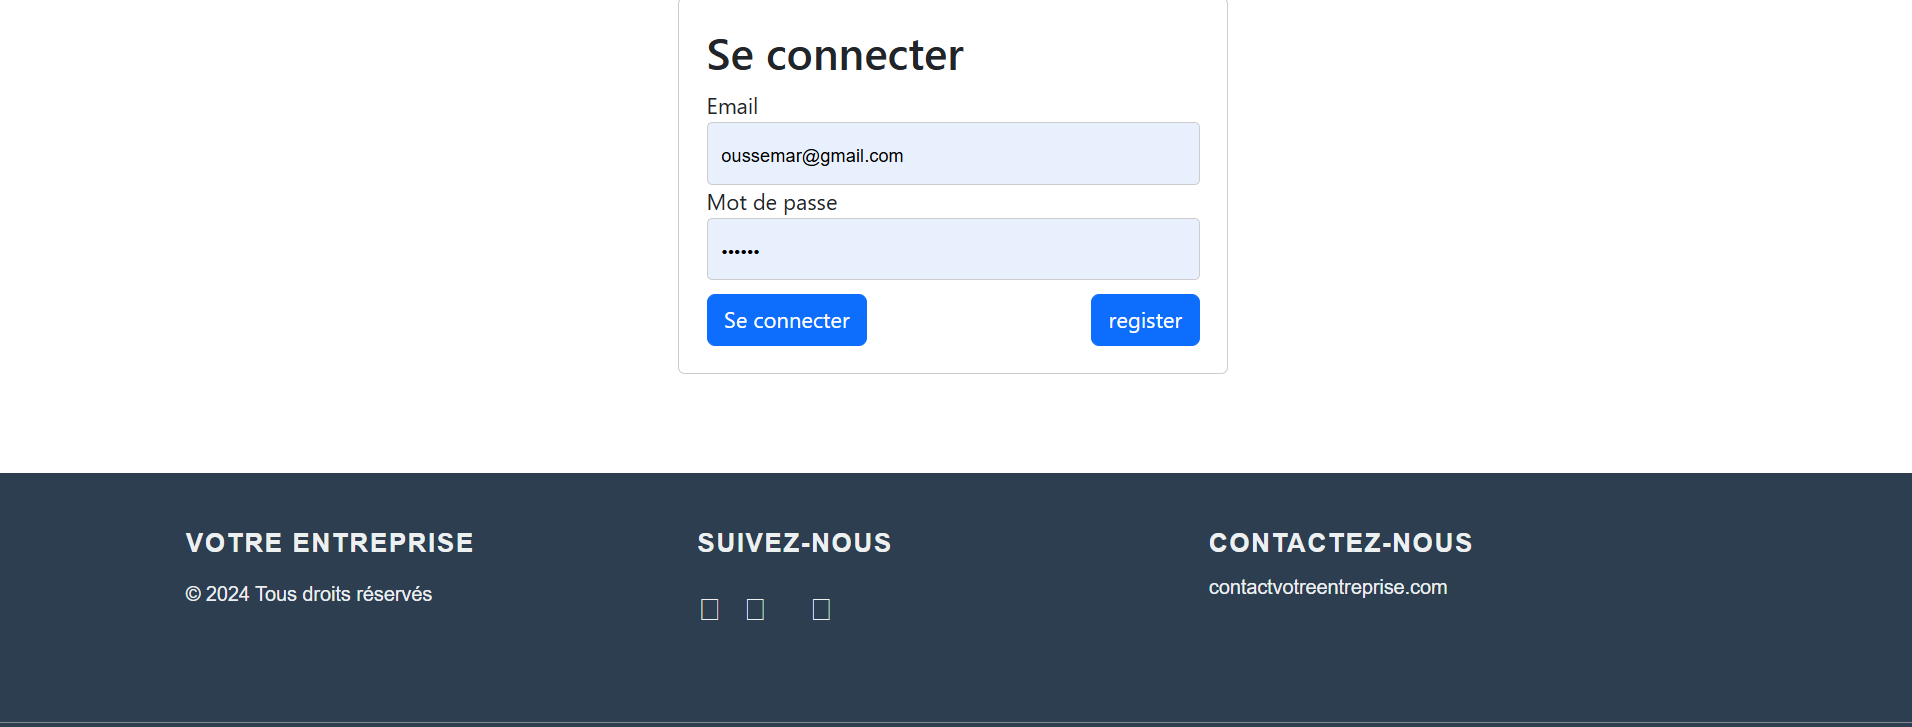 Se connecter
Email
oussemar@gmail.com
Mot de passe
••••••
Se connecter
register
VOTRE ENTREPRISE
© 2024 Tous droits réservés
SUIVEZ-NOUS
CONTACTEZ-NOUS
contactvotreentreprise.com